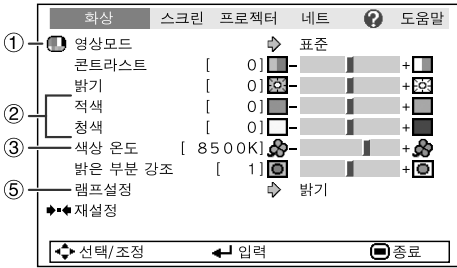 화상 스크린 프로젝터 네트 ? 도움말
① 영상모드 표준
콘트라스트 [ 0] - +
밝기 [ 0] - +
② 적색 [ 0] - +
청색 [ 0] - +
③ 색상 온도 [ 8500K] - +
밝은 부분 강조 [ 1] - +
⑤ 램프설정 밝기
재설정
선택/조정 입력 종료